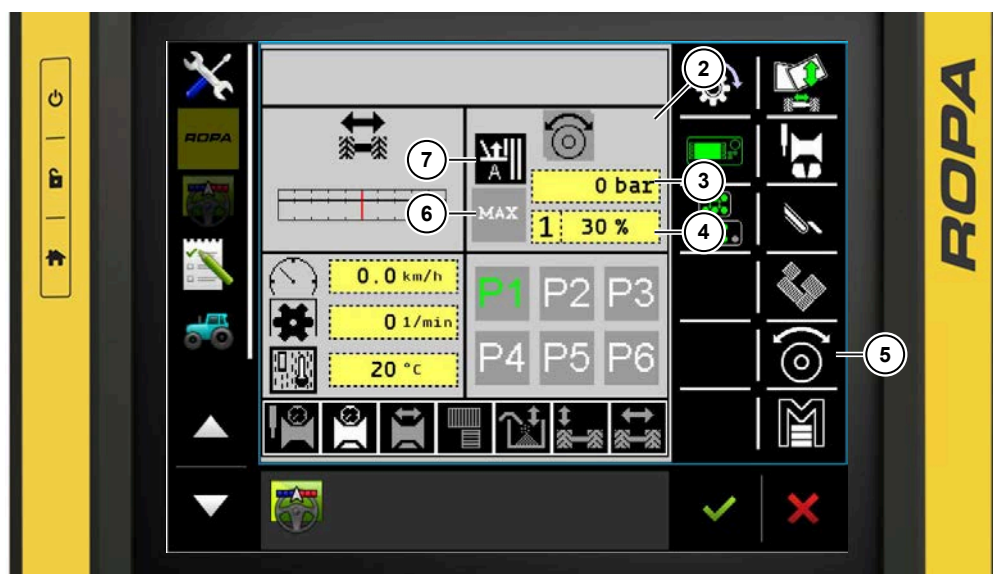 ROPA
ROPA
2
7
A
3
0 bar
6
MAX
4
1 30 %
0.0 km/h
P1 P2 P3
0 1/min
5
20 °C
P4 P5 P6